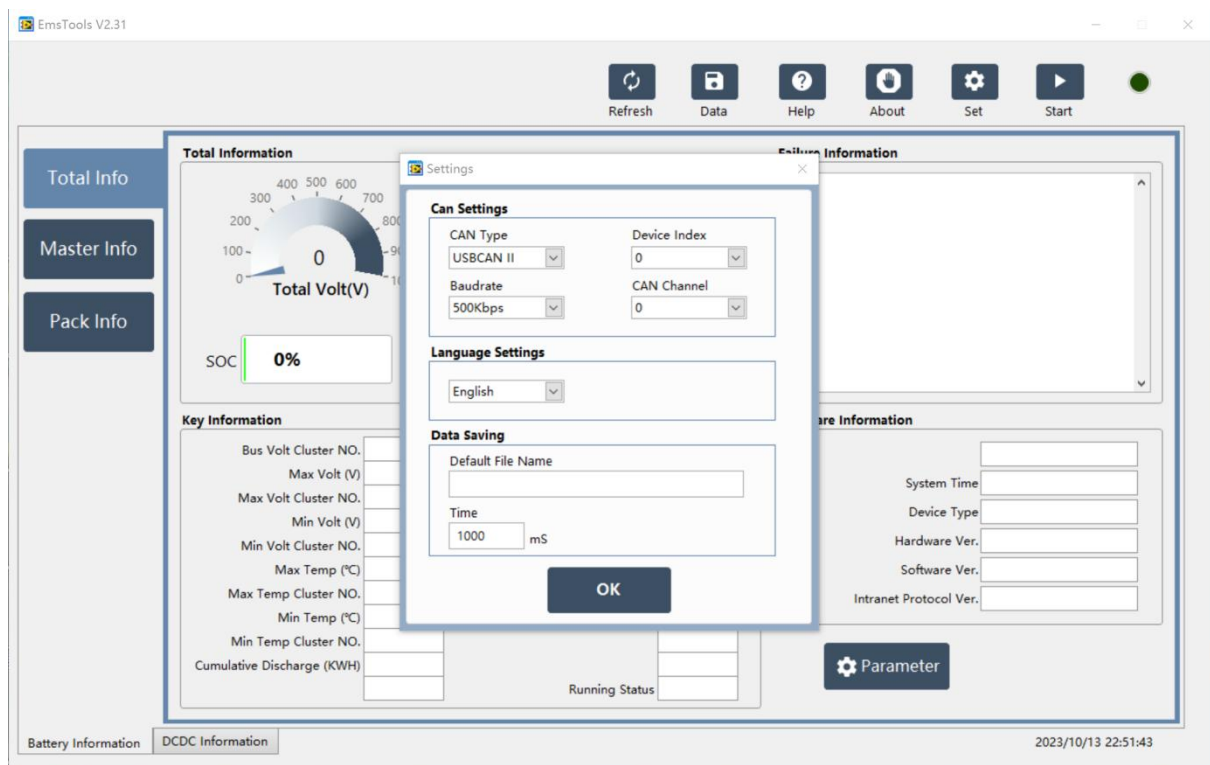 EmsTools V2.31
Refresh Data Help About Set Start
Total Info
Master Info
Pack Info
Total Information
0 100 200 300 400 500 600 700
0
Total Volt(V)
SOC 0%
Failure Information
Settings
Can Settings
CAN Type Device Index
USBCAN II 0
Baudrate CAN Channel
500Kbps 0
Language Settings
English
Data Saving
Default File Name
Time
1000 mS
OK
Key Information
Bus Volt Cluster NO.
Max Volt (V)
Max Volt Cluster NO.
Min Volt (V)
Min Volt Cluster NO.
Max Temp (℃)
Max Temp Cluster NO.
Min Temp (℃)
Min Temp Cluster NO.
Cumulative Discharge (KWH)
Running Status
Information
System Time
Device Type
Hardware Ver.
Software Ver.
Intranet Protocol Ver.
Parameter
Battery Information DCDC Information 2023/10/13 22:51:43